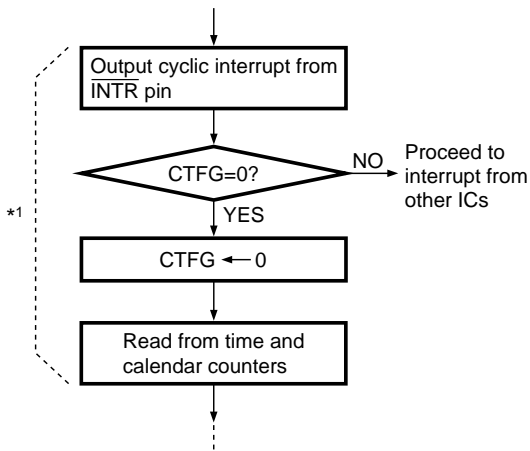 Output cyclic interrupt from
INTR pin
CTFG=0?
NO
Proceed to
interrupt from
other ICs
*1
YES
CTFG ← 0
Read from time and
calendar counters